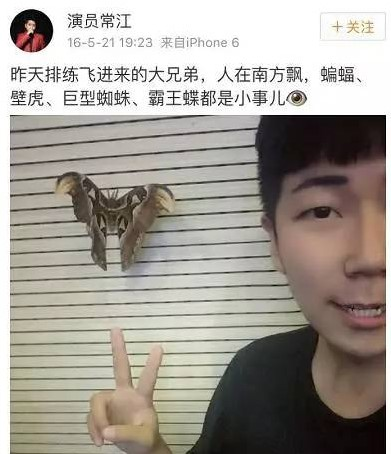 演员常江
16-5-21 19:23 来自iPhone 6
+关注
昨天排练飞进来的大兄弟，人在南方飘，蝙蝠、
壁虎、巨型蜘蛛、霸王蝶都是小事儿👁